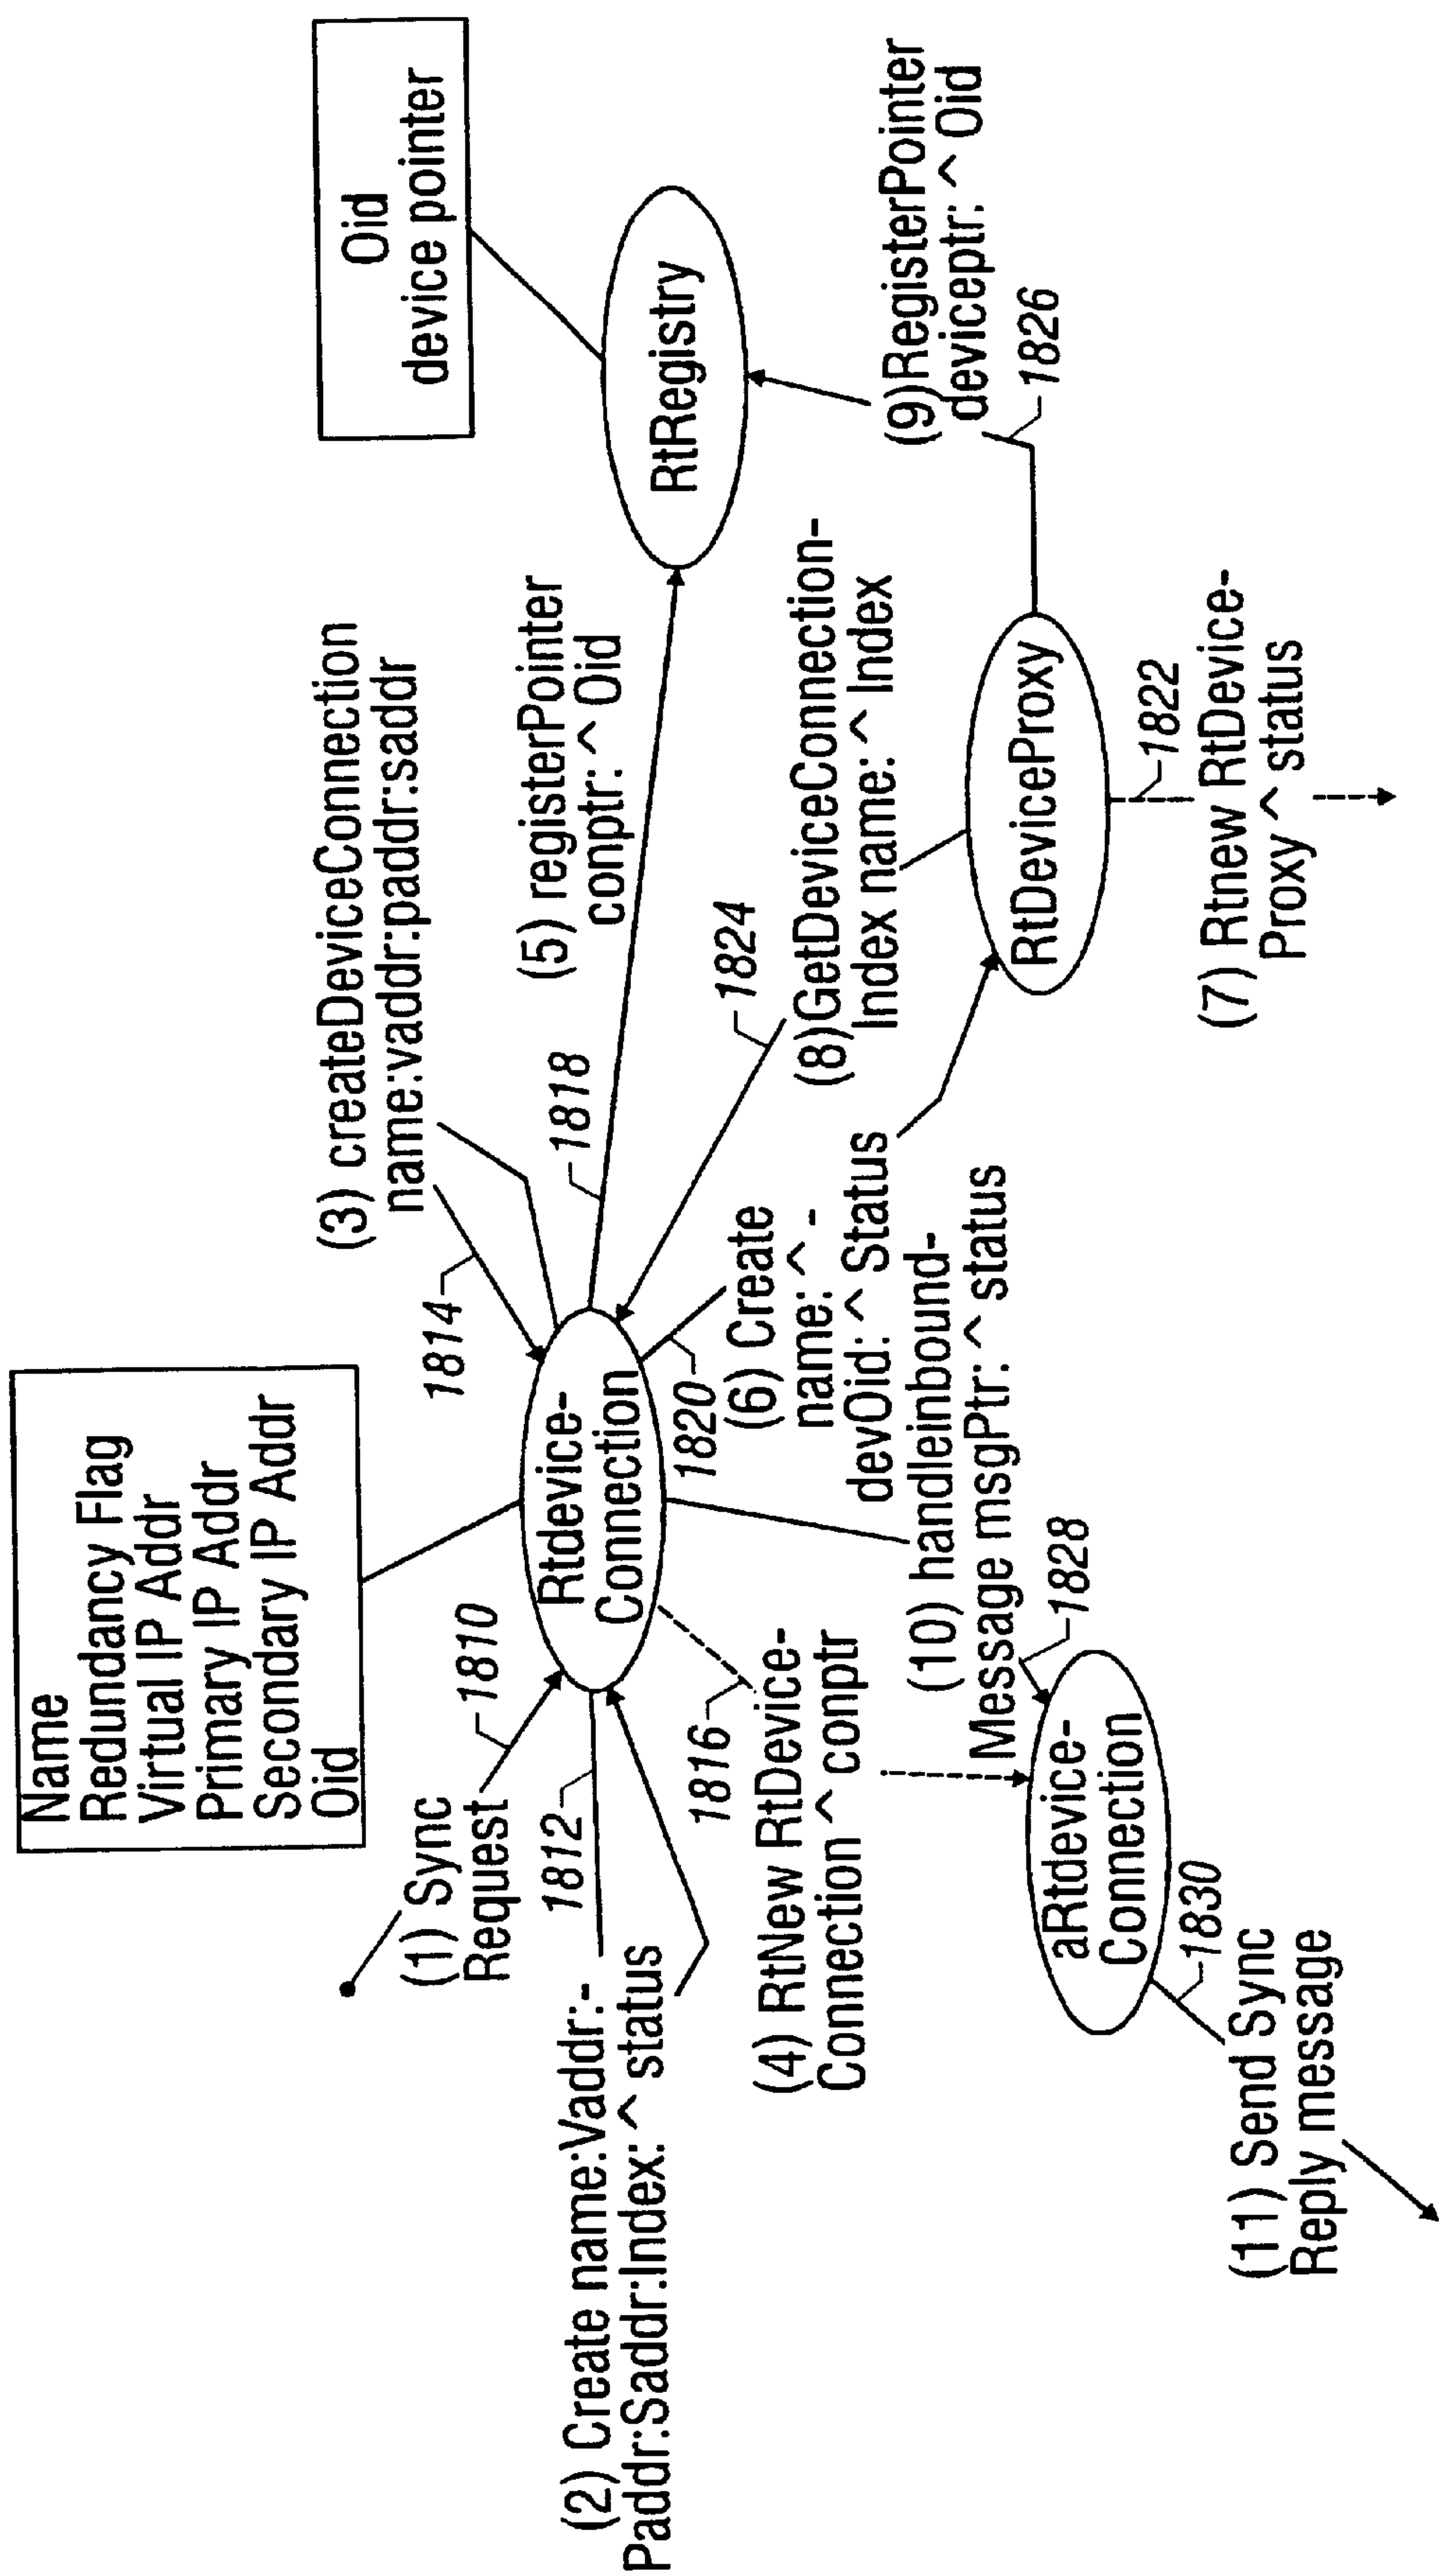 Name
Redundancy Flag
Virtual IP Addr
Primary IP Addr
Secondary IP Addr
Oid
Oid
device pointer
(1) Sync
Request
1810
1812
(2) Create name:Vaddr:-
Paddr:Saddr:Index: ^ status
1814
(3) createDeviceConnection
name:vaddr:paddr:saddr
Rtdevice-
Connection
1816
(4) RtNew RtDevice-
Connection ^ conptr
1818
(5) registerPointer
conptr: ^ Oid
RtRegistry
1820
(6) Create
name: ^ -
devOid: ^ Status
1822
(7) Rtnew RtDevice-
Proxy ^ status
1824
(8)GetDeviceConnection-
Index name: ^ Index
RtDeviceProxy
(9)RegisterPointer
deviceptr: ^ Oid
1826
(10) handleinbound-
Message msgPtr: ^ status
1828
aRtdevice-
Connection
1830
(11) Send Sync
Reply message